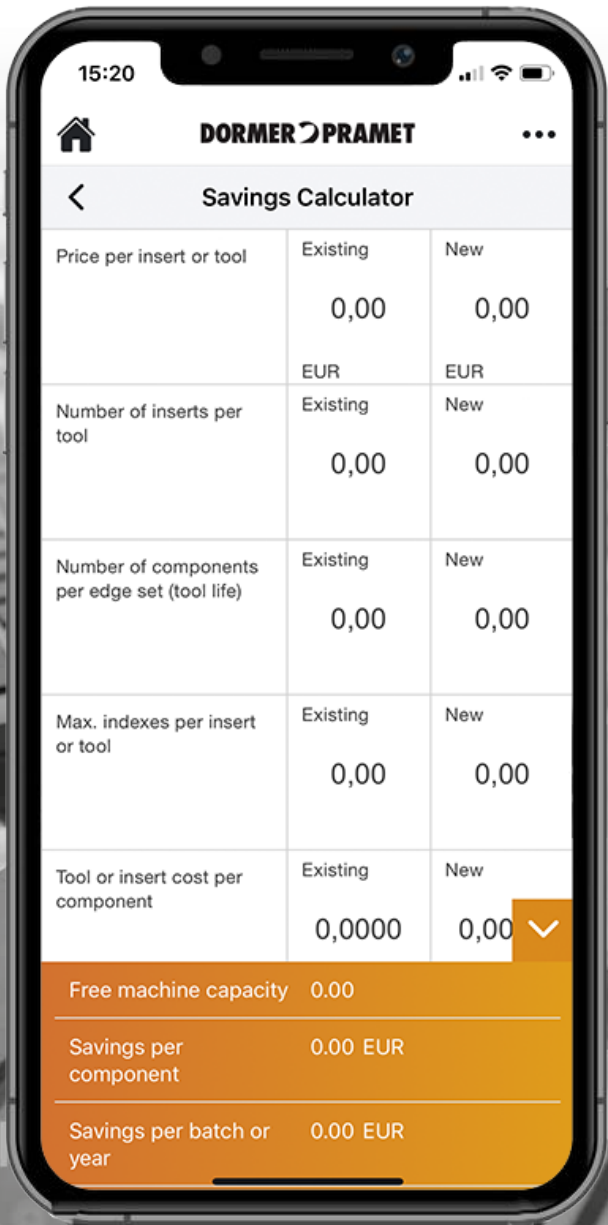 15:20
DORMER PRAMET
Savings Calculator
Price per insert or tool
Existing
0,00
EUR
New
0,00
EUR
Number of inserts per
tool
Existing
0,00
New
0,00
Number of components
per edge set (tool life)
Existing
0,00
New
0,00
Max. indexes per insert
or tool
Existing
0,00
New
0,00
Tool or insert cost per
component
Existing
0,0000
New
0,00
Free machine capacity 0.00
Savings per
component
0.00 EUR
Savings per batch or
year
0.00 EUR